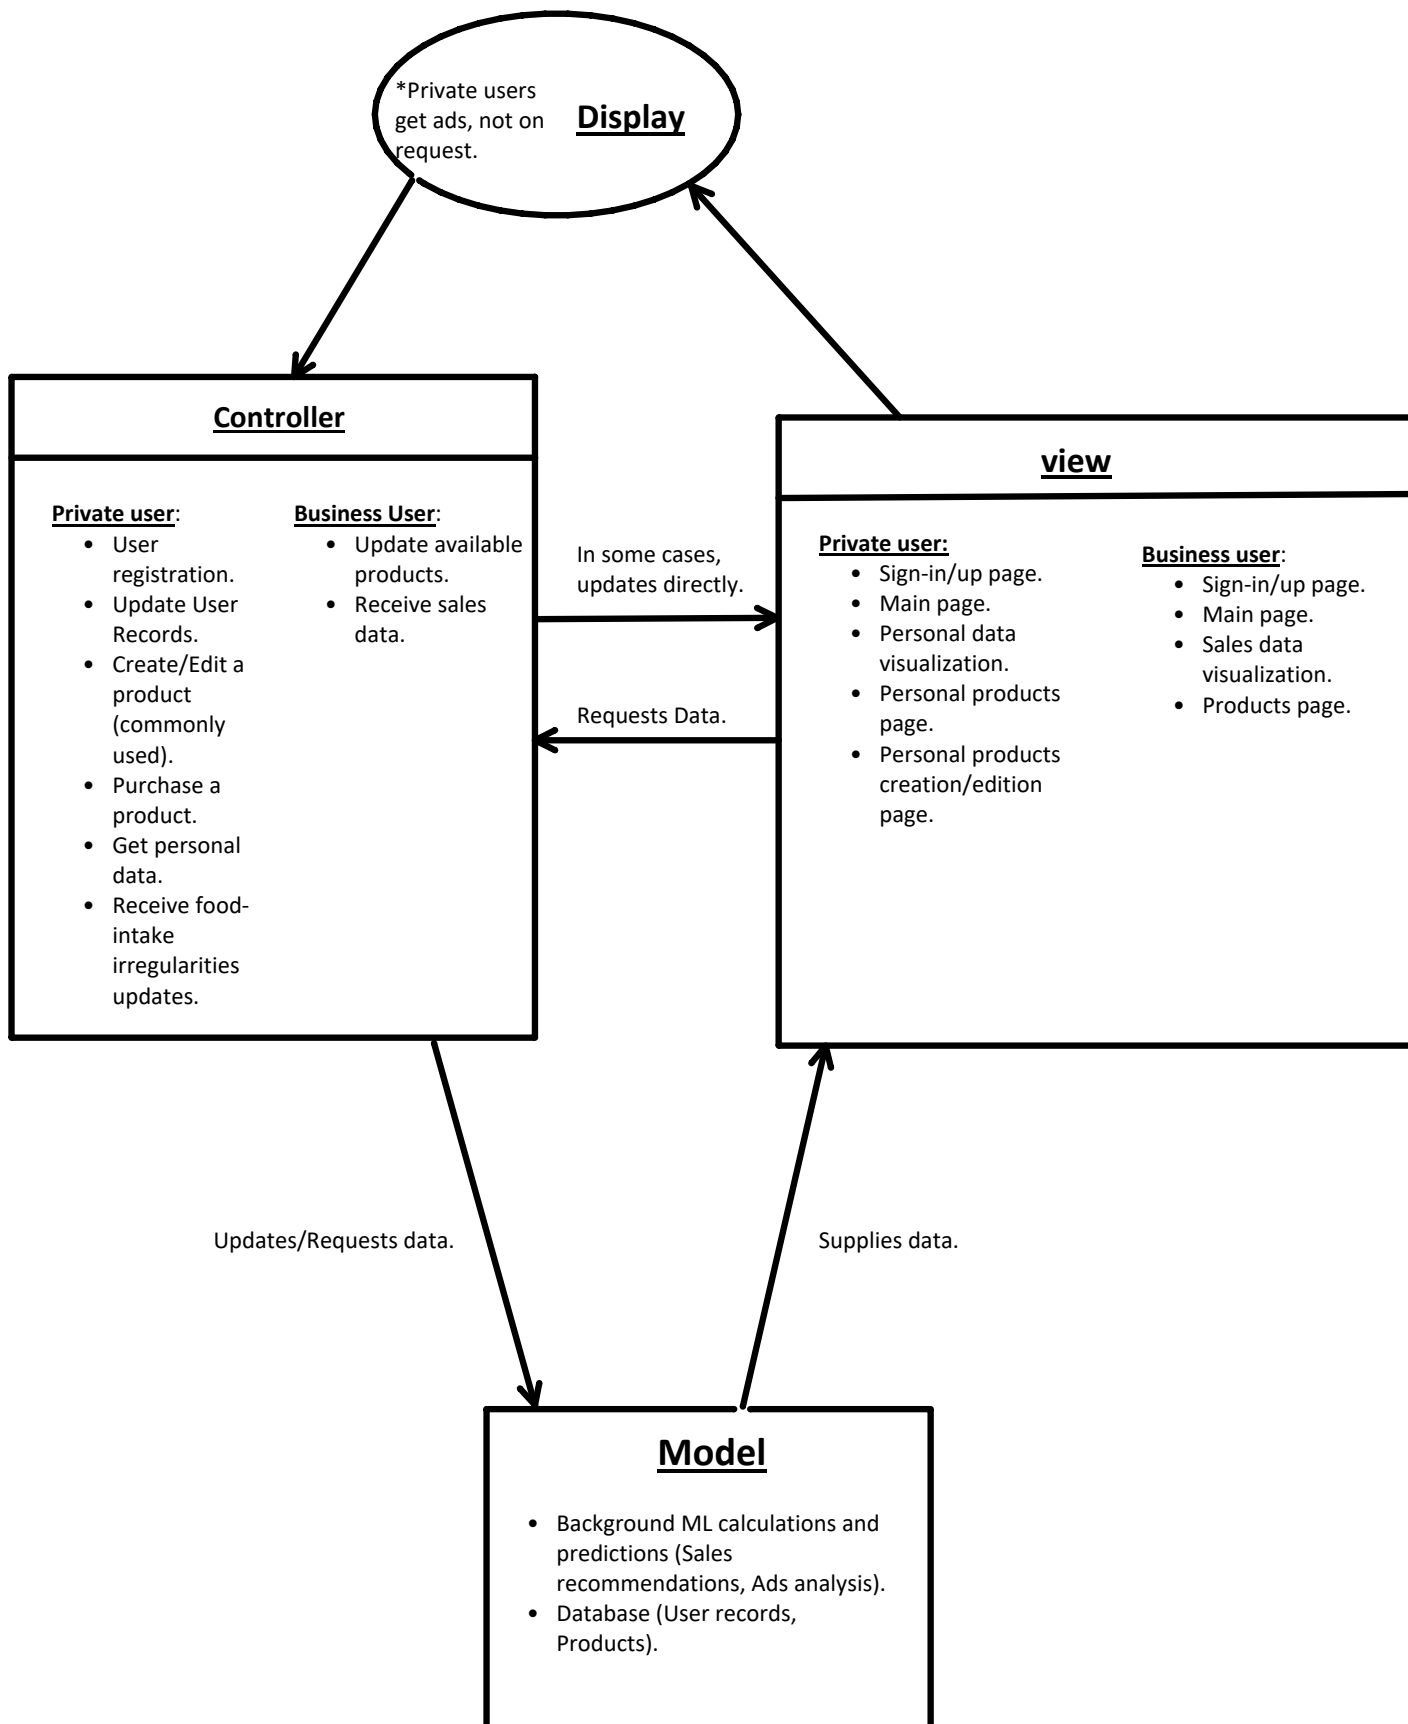 *Private users
get ads, not on
request.
Display
Controller
Private user:
• User
registration.
• Update User
Records.
• Create/Edit a
product
(commonly
used).
• Purchase a
product.
• Get personal
data.
• Receive food-
intake
irregularities
updates.
Business User:
• Update available
products.
• Receive sales
data.
In some cases,
updates directly.
Requests Data.
view
Private user:
• Sign-in/up page.
• Main page.
• Personal data
visualization.
• Personal products
page.
• Personal products
creation/edition
page.
Business user:
• Sign-in/up page.
• Main page.
• Sales data
visualization.
• Products page.
Updates/Requests data.
Supplies data.
Model
• Background ML calculations and
predictions (Sales
recommendations, Ads analysis).
• Database (User records,
Products).